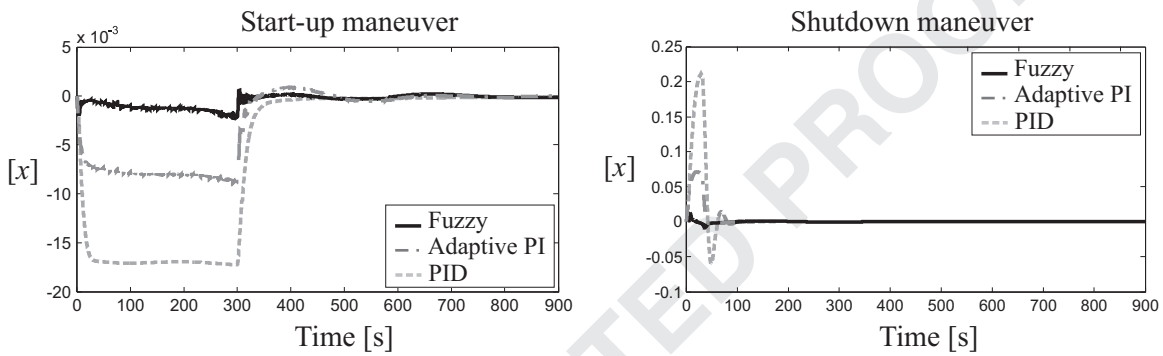 Start-up maneuver
5 x 10-3
0
-5
-10
-15
-20
[x]
Fuzzy
Adaptive PI
PID
0 100 200 300 400 500 600 700 800 900
Time [s]
Shutdown maneuver
0.25
0.20
0.15
0.1
0.05
0
-0.05
-0.1
[x]
Fuzzy
Adaptive PI
PID
0 100 200 300 400 500 600 700 800 900
Time [s]
TED PROO